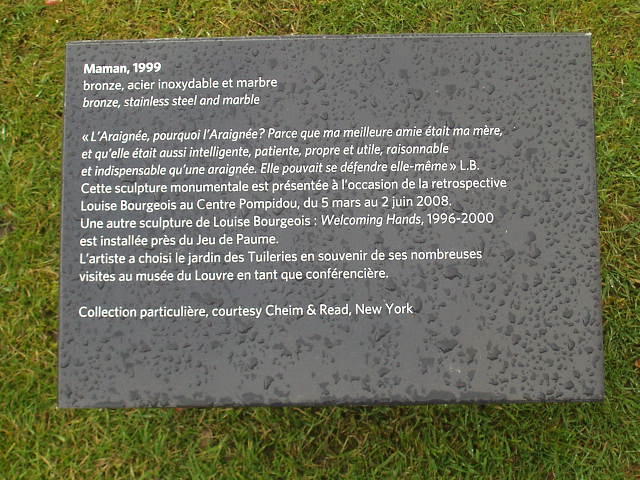 Maman, 1999
bronze, acier inoxydable et marbre
bronze, stainless steel and marble
« L'Araignée, pourquoi l'Araignée? Parce que ma meilleure amie était ma mère,
et qu'elle était aussi intelligente, patiente, propre et utile, raisonnable
et indispensable qu'une araignée. Elle pouvait se défendre elle-même » L.B.
Cette sculpture monumentale est présentée à l'occasion de la retrospective
Louise Bourgeois au Centre Pompidou, du 5 mars au 2 juin 2008.
Une autre sculpture de Louise Bourgeois : Welcoming Hands, 1996-2000
est installée près du Jeu de Paume.
L'artiste a choisi le jardin des Tuileries en souvenir de ses nombreuses
visites au musée du Louvre en tant que conférencière.
Collection particulière, courtesy Cheim & Read, New York